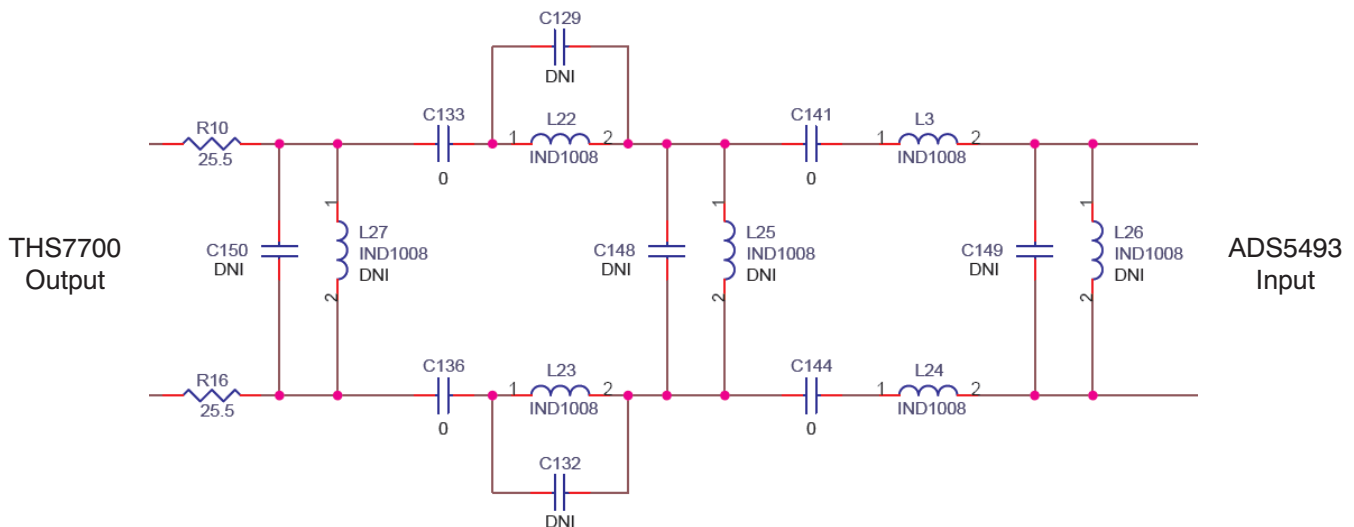 C129
DNI
C133
L22
C141
L3
R10
1
2
1
2
25.5
IND1008
IND1008
0
0
1
1
1
THS7700
Output
C150
DNI
L27
IND1008
DNI
C148
DNI
L25
IND1008
DNI
C149
DNI
L26
IND1008
DNI
ADS5493
Input
2
2
2
C136
L23
C144
L24
R16
1
2
1
2
25.5
IND1008
IND1008
0
0
C132
DNI